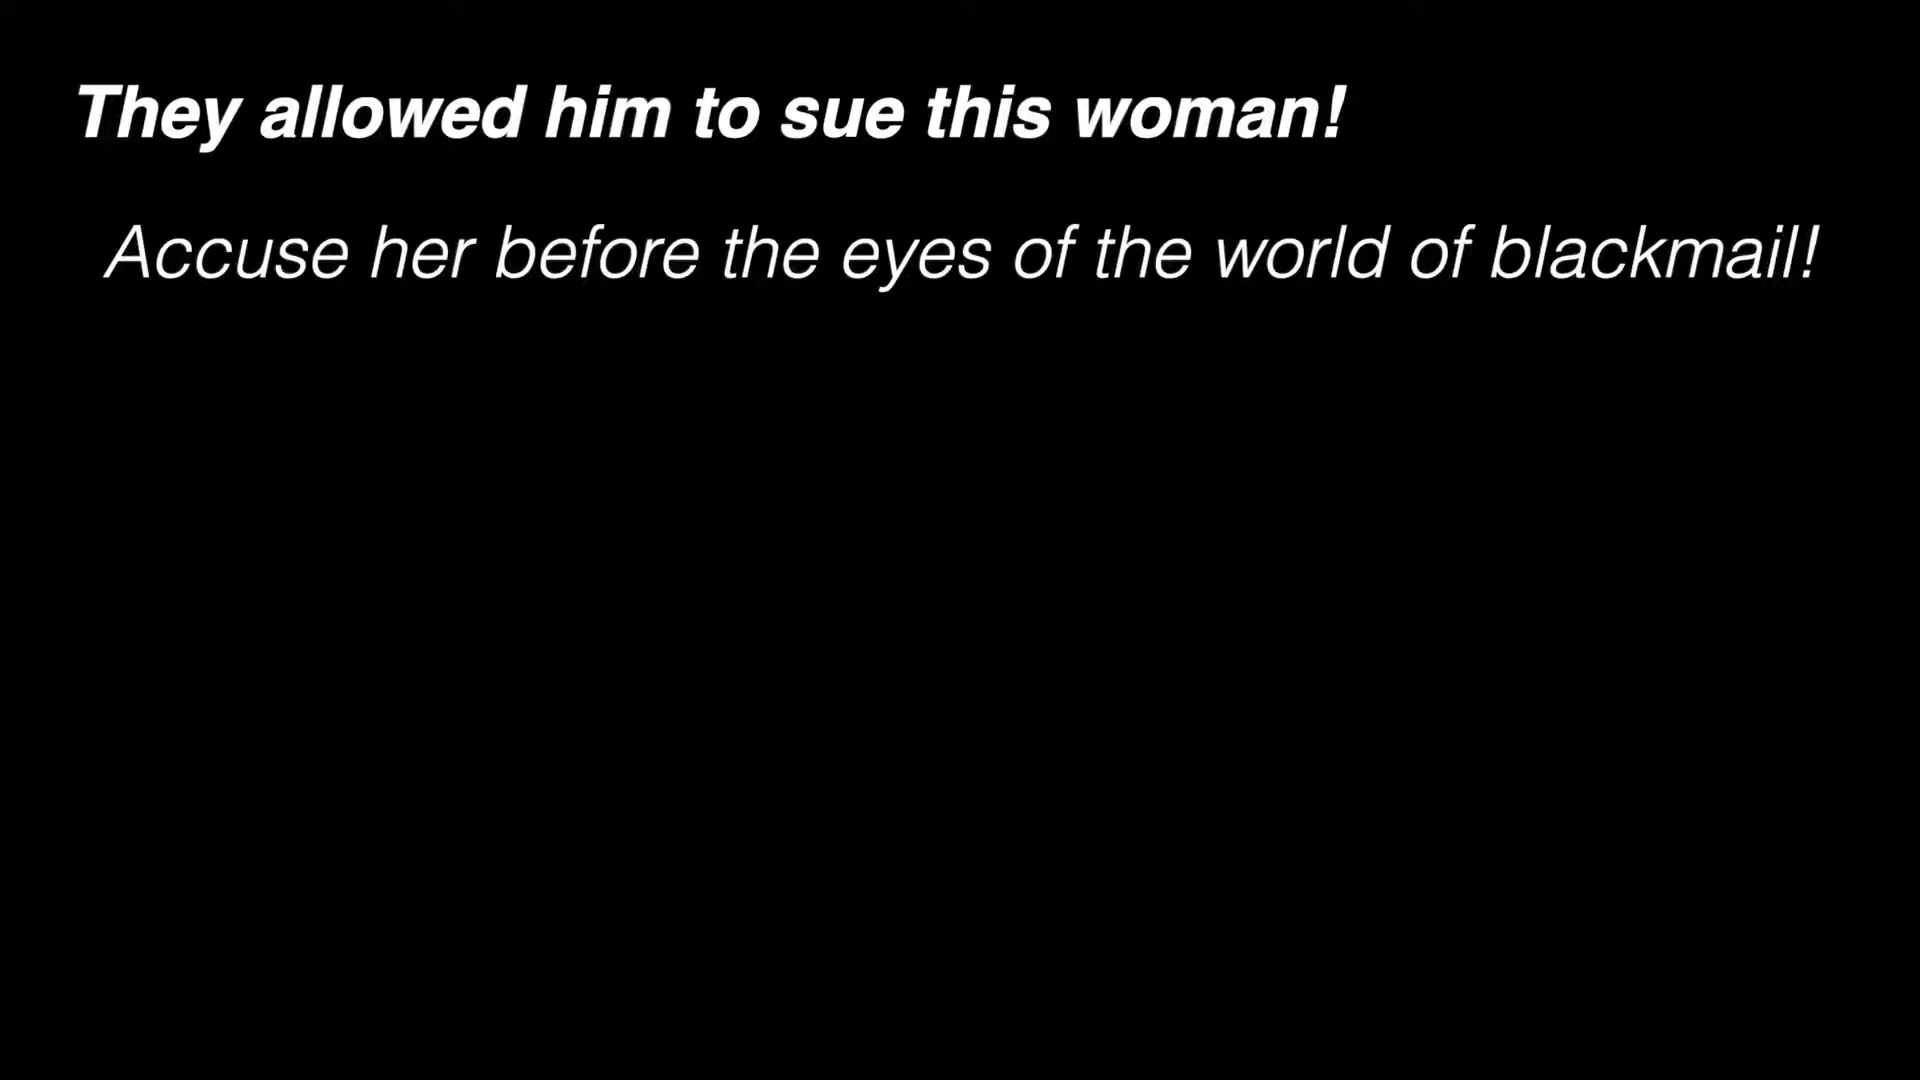 They allowed him to sue this woman!
Accuse her before the eyes of the world of blackmail!